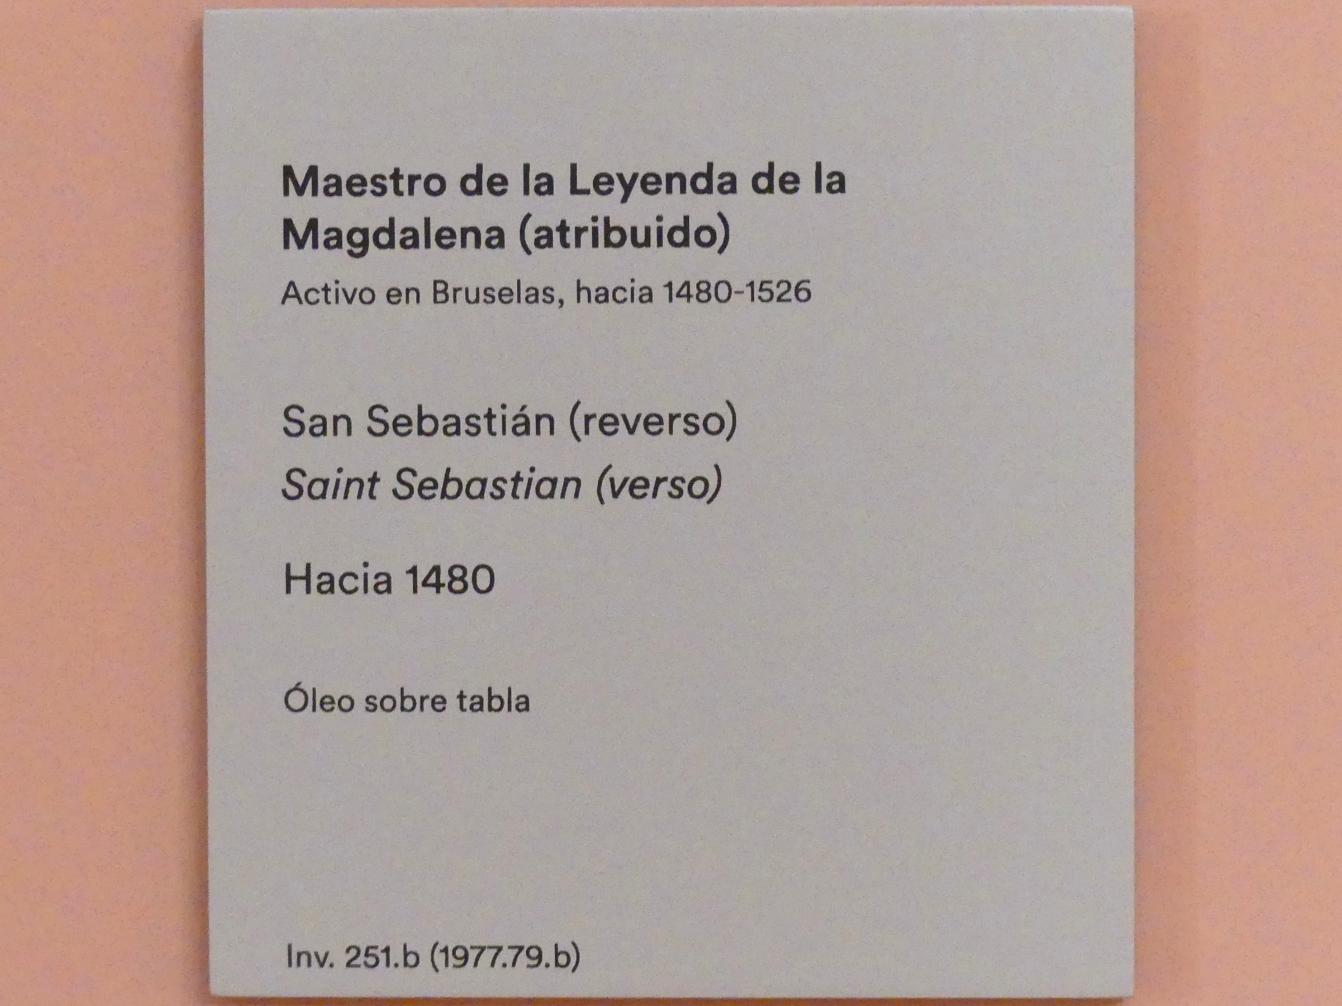 Maestro de la Leyenda de la
Magdalena (atribuido)
Activo en Bruselas, hacia 1480-1526
San Sebastián (reverso)
Saint Sebastian (verso)
Hacia 1480
Óleo sobre tabla
Inv. 251.b (1977.79.b)